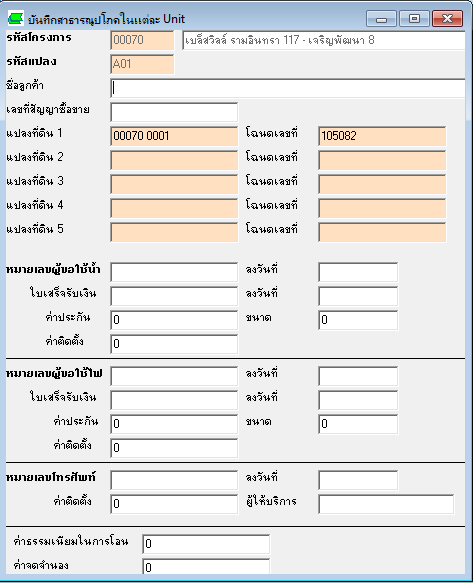 บันทึกสาธารณูปโภคในแต่ละ Unit
รหัสโครงการ 00070 เบล็สวิลล์ รามอินทรา 117 - เจริญพัฒนา 8
รหัสแปลง A01
ชื่อลูกค้า
เลขที่สัญญาซื้อขาย
แปลงที่ดิน 1 00070 0001 โฉนดเลขที่ 105082
แปลงที่ดิน 2 โฉนดเลขที่
แปลงที่ดิน 3 โฉนดเลขที่
แปลงที่ดิน 4 โฉนดเลขที่
แปลงที่ดิน 5 โฉนดเลขที่
หมายเลขผู้ขอใช้น้ำ ลงวันที่
ใบเสร็จรับเงิน ลงวันที่
ค่าประกัน 0 ขนาด 0
ค่าติดตั้ง 0
หมายเลขผู้ขอใช้ไฟ ลงวันที่
ใบเสร็จรับเงิน ลงวันที่
ค่าประกัน 0 ขนาด 0
ค่าติดตั้ง 0
หมายเลขโทรศัพท์ ลงวันที่
ค่าติดตั้ง 0 ผู้ให้บริการ
ค่าธรรมเนียมในการโอน 0
ค่าจดจำนอง 0